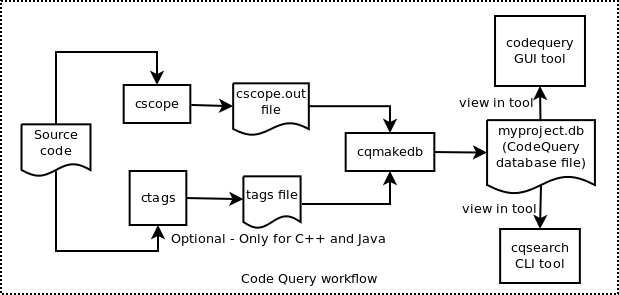 codequery
GUI tool
view in tool
cscope
cscope.out
file
Source
code
cqmakedb
myproject.db
(CodeQuery
database file)
ctags
tags file
view in tool
Optional - Only for C++ and Java
cqsearch
CLI tool
Code Query workflow